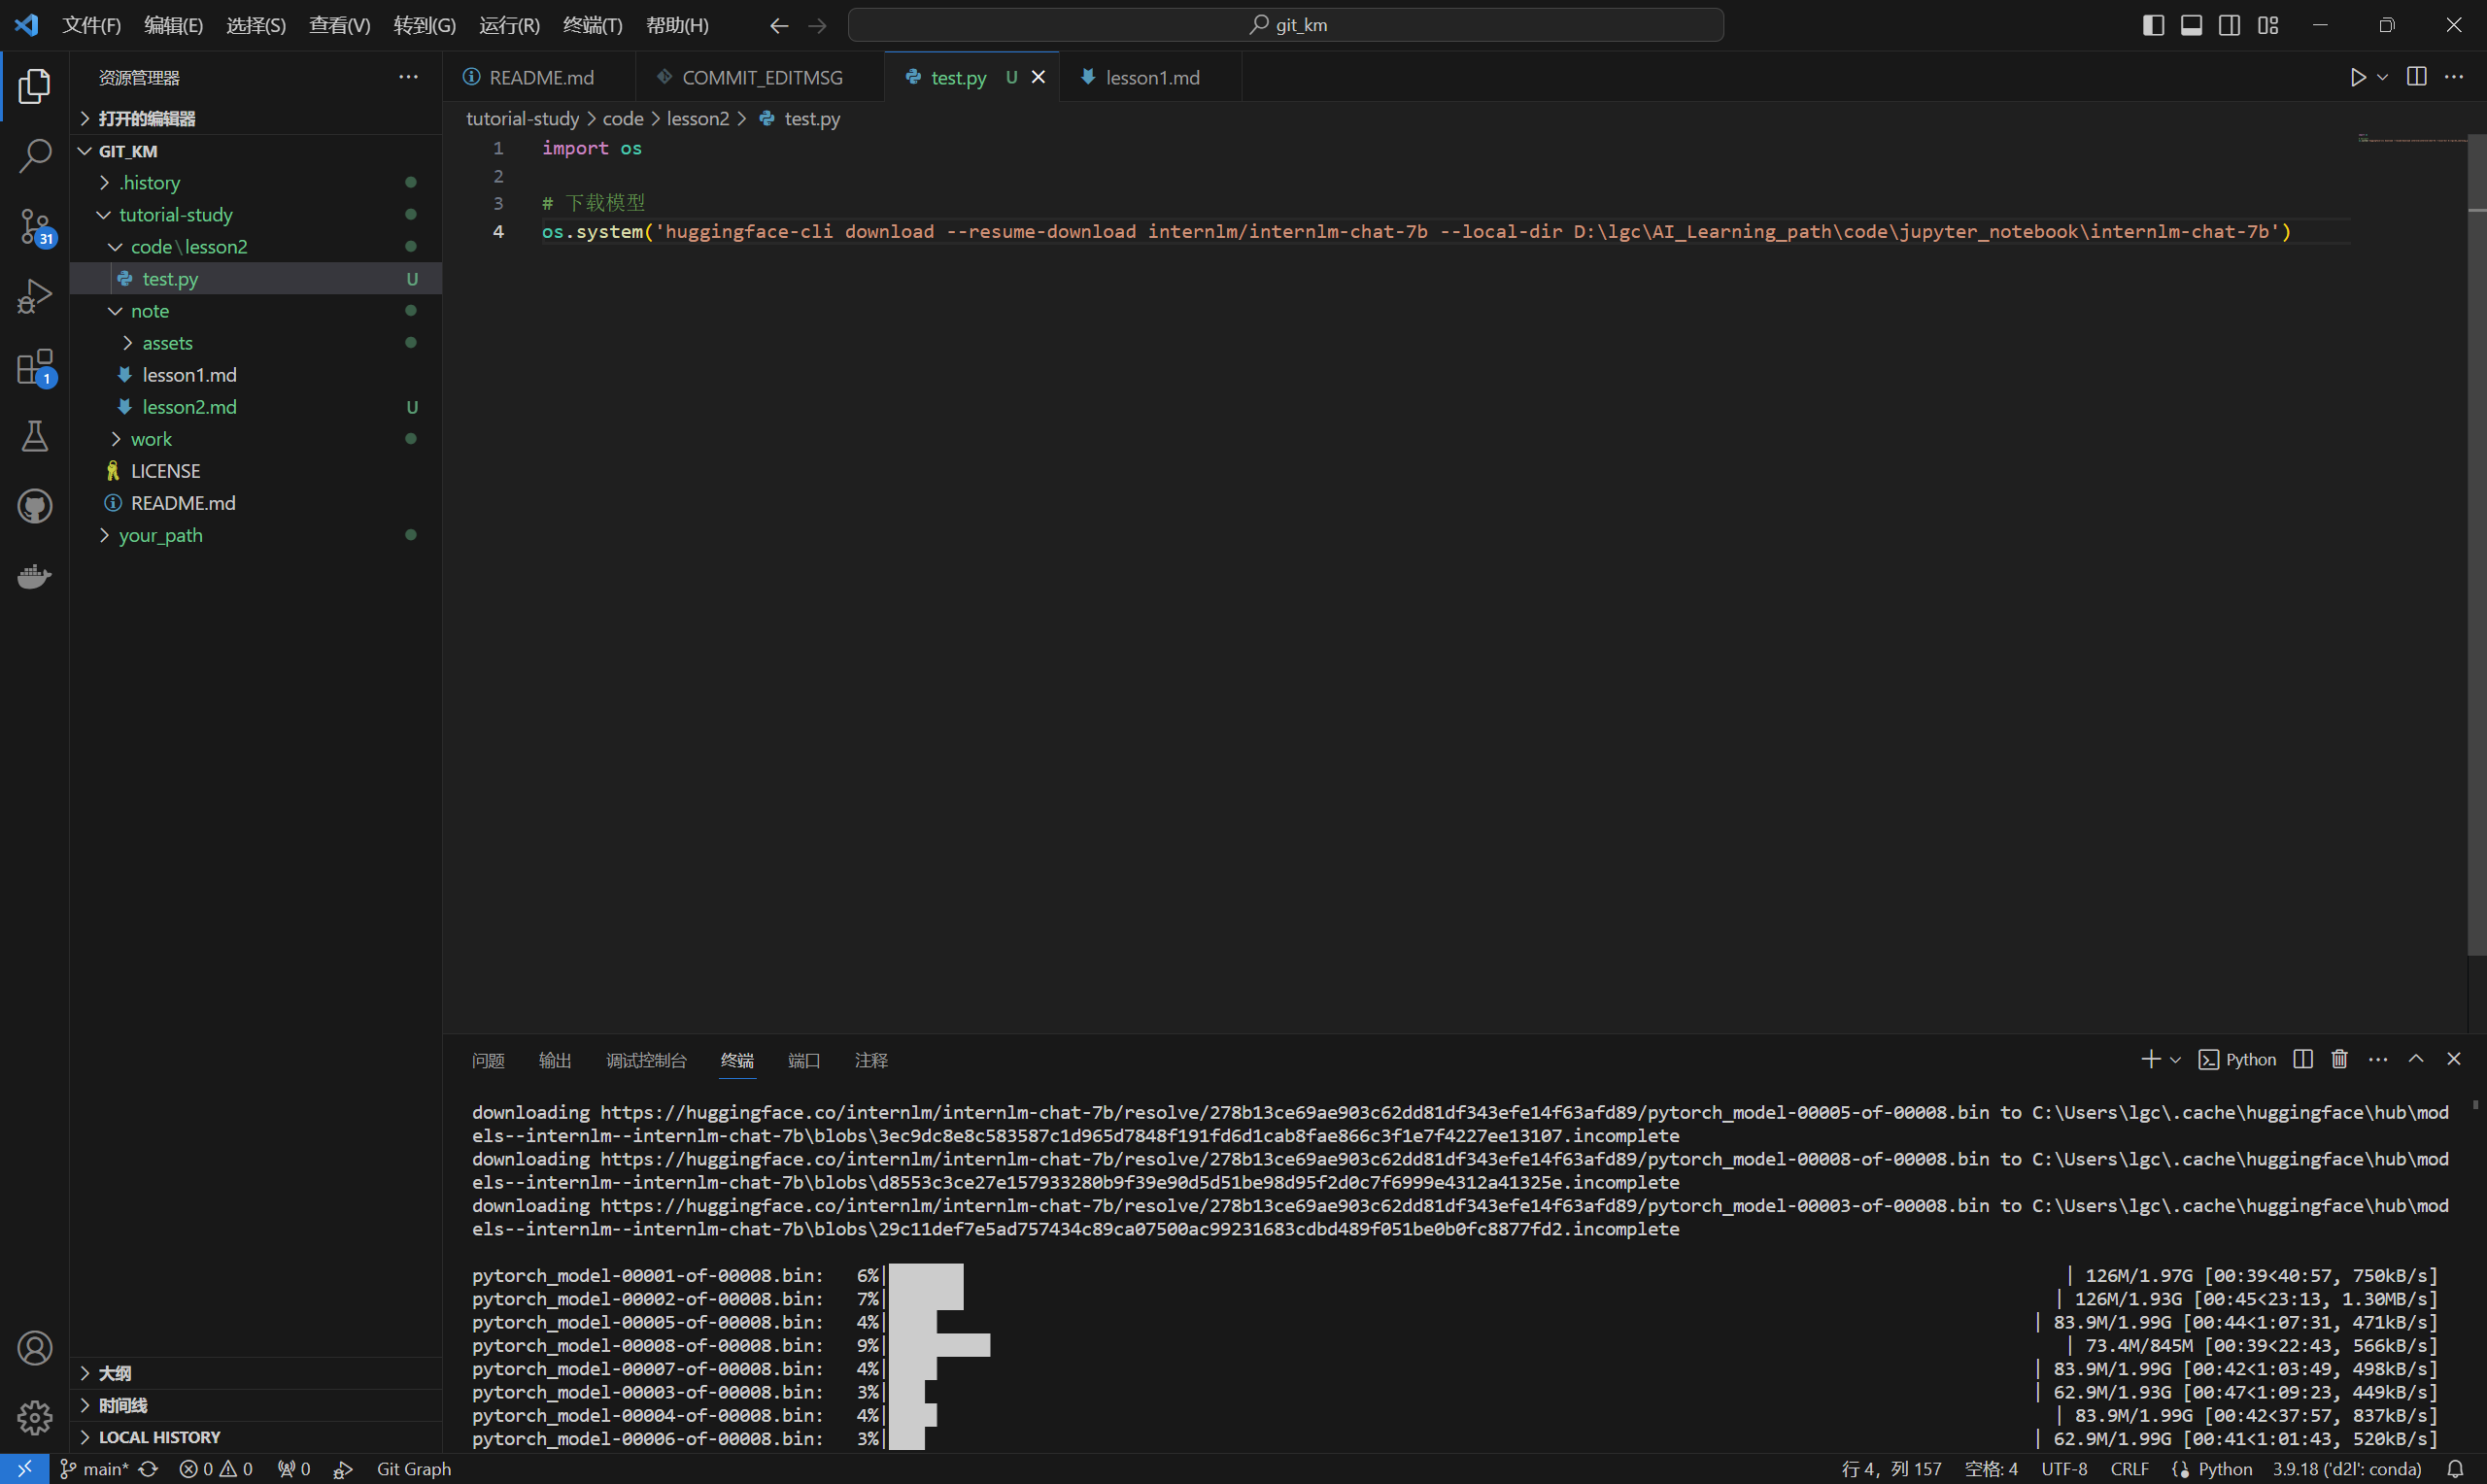 文件(F) 编辑(E) 选择(S) 查看(V) 转到(G) 运行(R) 终端(T) 帮助(H) git_km
资源管理器
README.md COMMIT_EDITMSG test.py U lesson1.md
打开的编辑器
tutorial-study > code > lesson2 > test.py
GIT_KM
.history
tutorial-study
code\lesson2
test.py U
note
assets
lesson1.md
lesson2.md U
work
LICENSE
README.md
your_path
31
1
1 import os
2
3 # 下载模型
4 os.system('huggingface-cli download --resume-download internlm/internlm-chat-7b --local-dir D:\lgc\AI_Learning_path\code\jupyter_notebook\internlm-chat-7b')
问题 输出 调试控制台 终端 端口 注释 Python
downloading https://huggingface.co/internlm/internlm-chat-7b/resolve/278b13ce69ae903c62dd81df343efe14f63afd89/pytorch_model-00005-of-00008.bin to C:\Users\lgc\.cache\huggingface\hub\mod
els--internlm--internlm-chat-7b\blobs\3ec9dc8e8c583587c1d965d7848f191fd6d1cab8fae866c3f1e7f4227ee13107.incomplete
downloading https://huggingface.co/internlm/internlm-chat-7b/resolve/278b13ce69ae903c62dd81df343efe14f63afd89/pytorch_model-00008-of-00008.bin to C:\Users\lgc\.cache\huggingface\hub\mod
els--internlm--internlm-chat-7b\blobs\d8553c3ce27e157933280b9f39e90d5d51be98d95f2d0c7f6999e4312a41325e.incomplete
downloading https://huggingface.co/internlm/internlm-chat-7b/resolve/278b13ce69ae903c62dd81df343efe14f63afd89/pytorch_model-00003-of-00008.bin to C:\Users\lgc\.cache\huggingface\hub\mod
els--internlm--internlm-chat-7b\blobs\29c11def7e5ad757434c89ca07500ac99231683cdbd489f051be0b0fc8877fd2.incomplete
pytorch_model-00001-of-00008.bin: 6%| | 126M/1.97G [00:39<40:57, 750kB/s]
pytorch_model-00002-of-00008.bin: 7%| | 126M/1.93G [00:45<23:13, 1.30MB/s]
pytorch_model-00005-of-00008.bin: 4%| | 83.9M/1.99G [00:44<1:07:31, 471kB/s]
pytorch_model-00008-of-00008.bin: 9%| | 73.4M/845M [00:39<22:43, 566kB/s]
pytorch_model-00007-of-00008.bin: 4%| | 83.9M/1.99G [00:42<1:03:49, 498kB/s]
pytorch_model-00003-of-00008.bin: 3%| | 62.9M/1.93G [00:47<1:09:23, 449kB/s]
pytorch_model-00004-of-00008.bin: 4%| | 83.9M/1.99G [00:42<37:57, 837kB/s]
pytorch_model-00006-of-00008.bin: 3%| | 62.9M/1.99G [00:41<1:01:43, 520kB/s]
大纲
时间线
LOCAL HISTORY
main* 0 0 0 Git Graph 行 4，列 157 空格: 4 UTF-8 CRLF Python 3.9.18 ('d2l': conda)